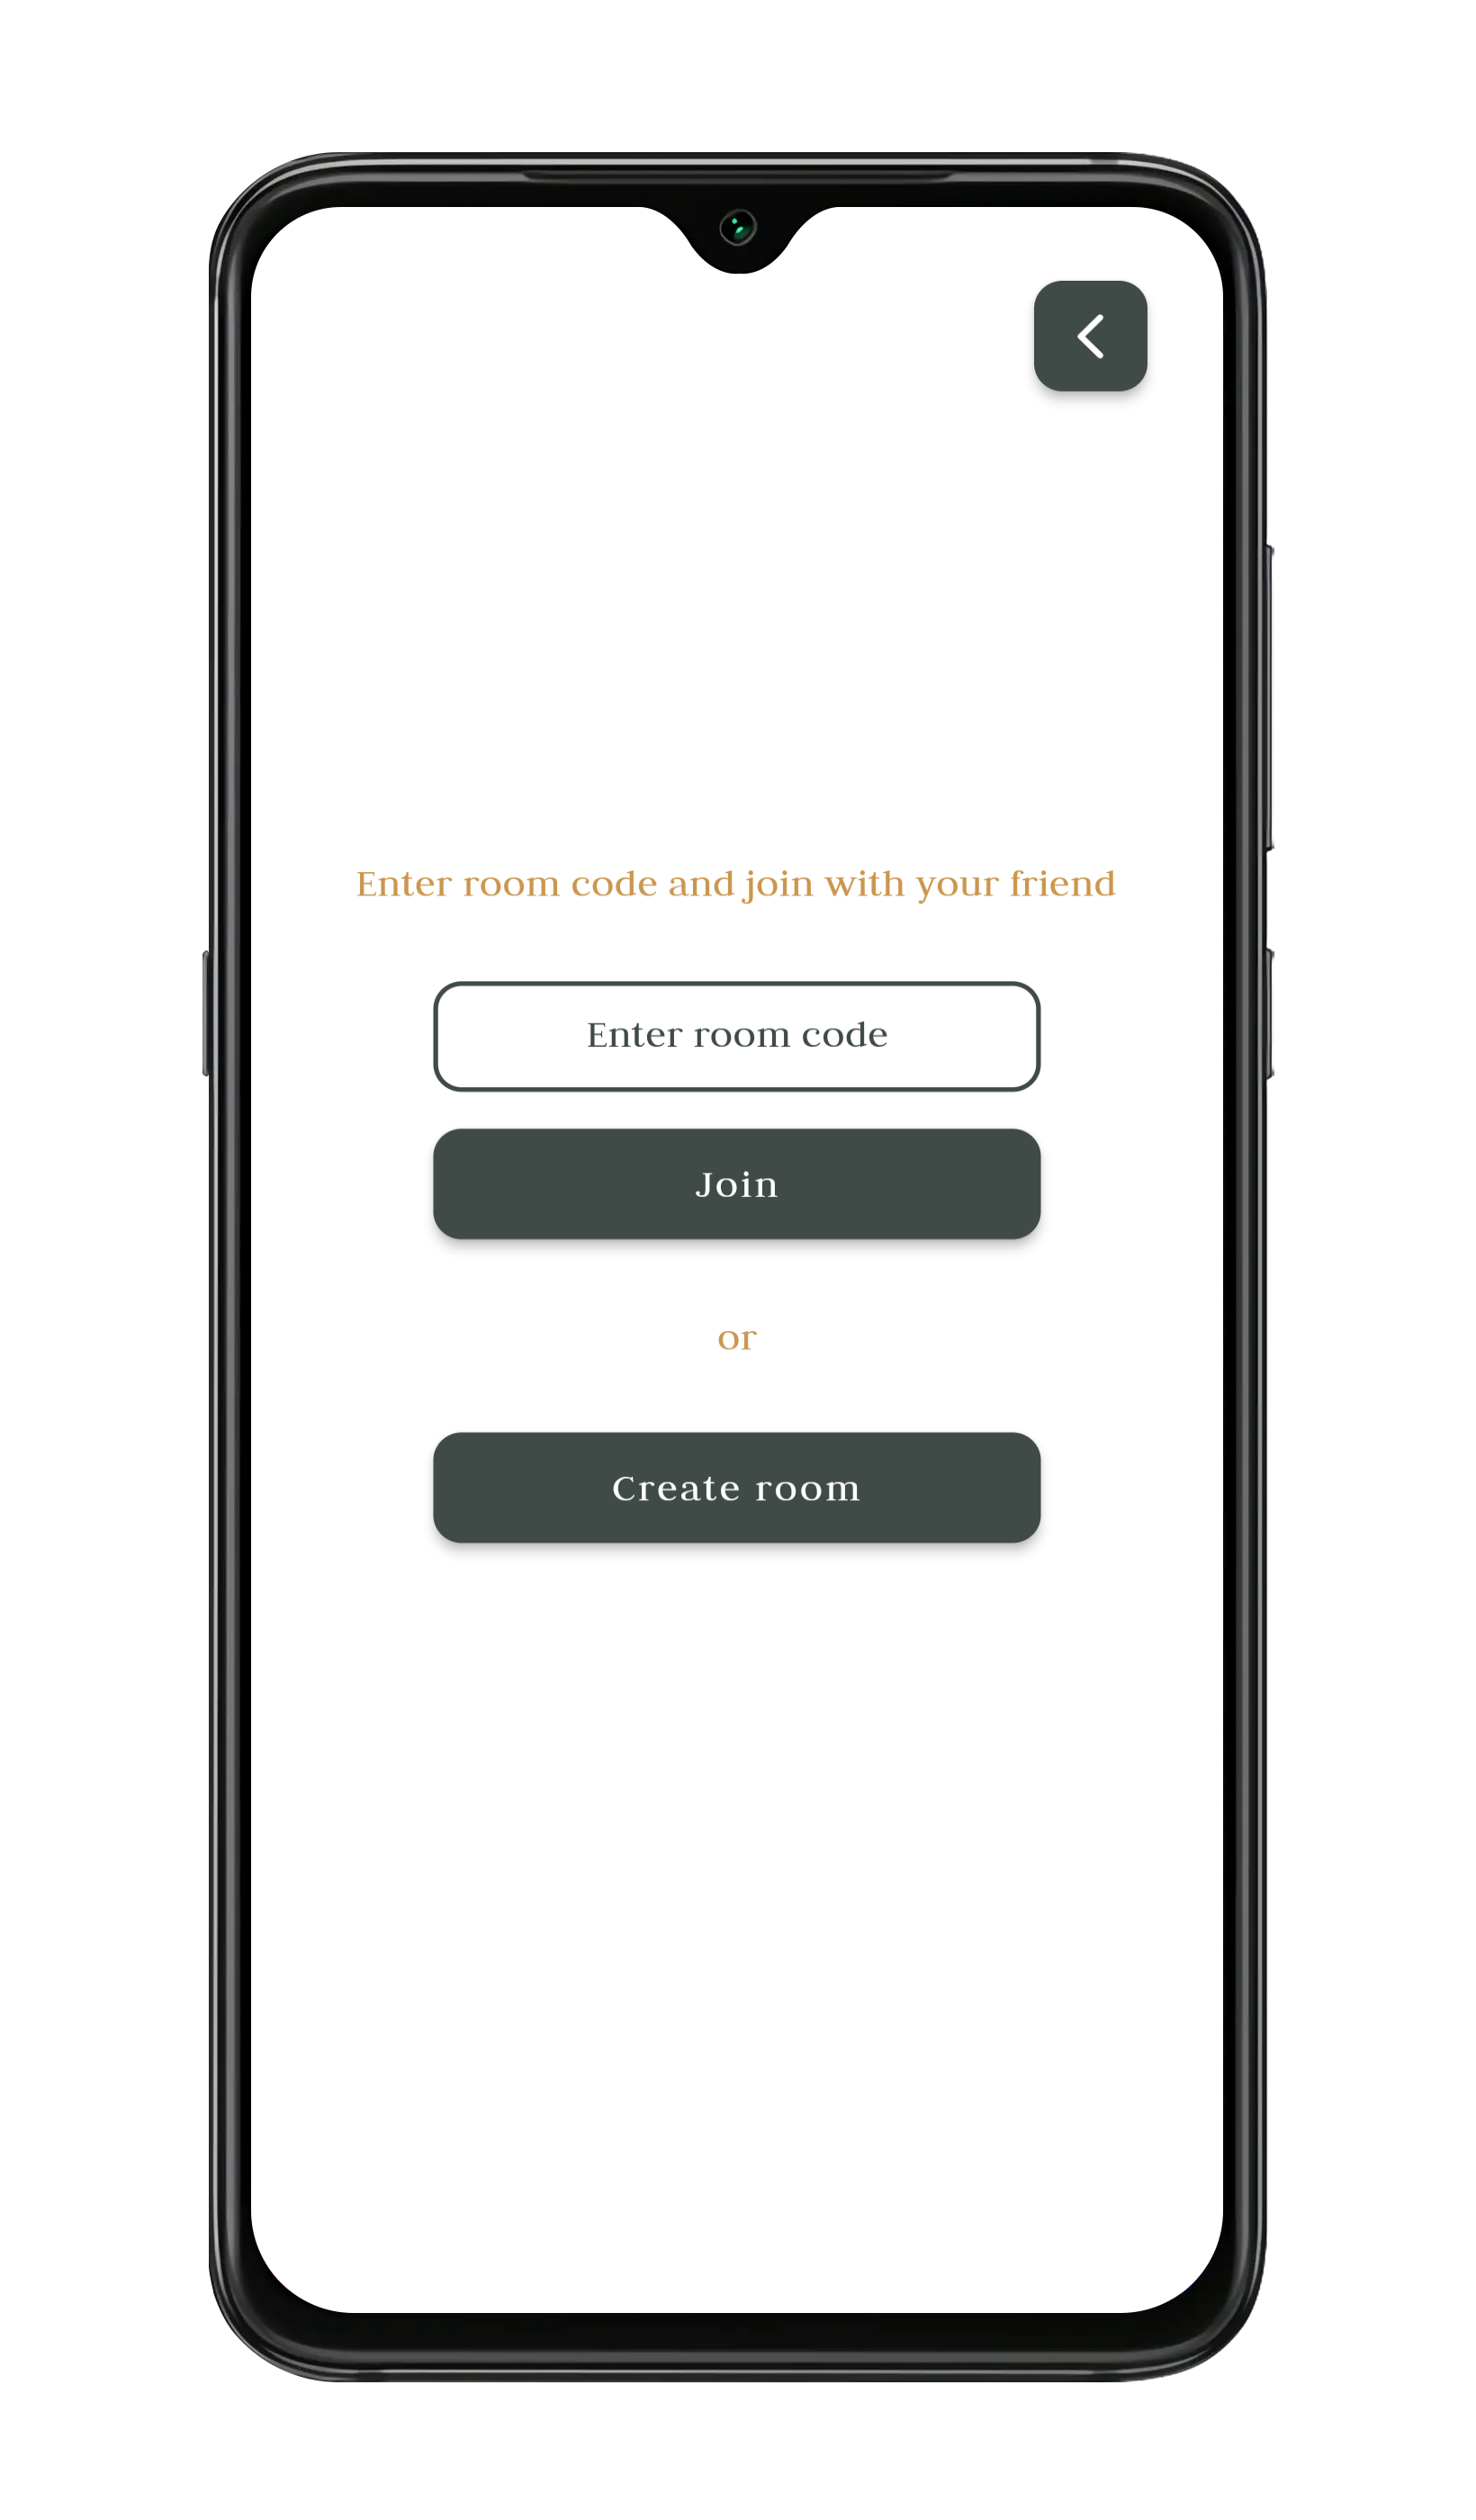 Enter room code and join with your friend
Enter room code
Join
or
Create room